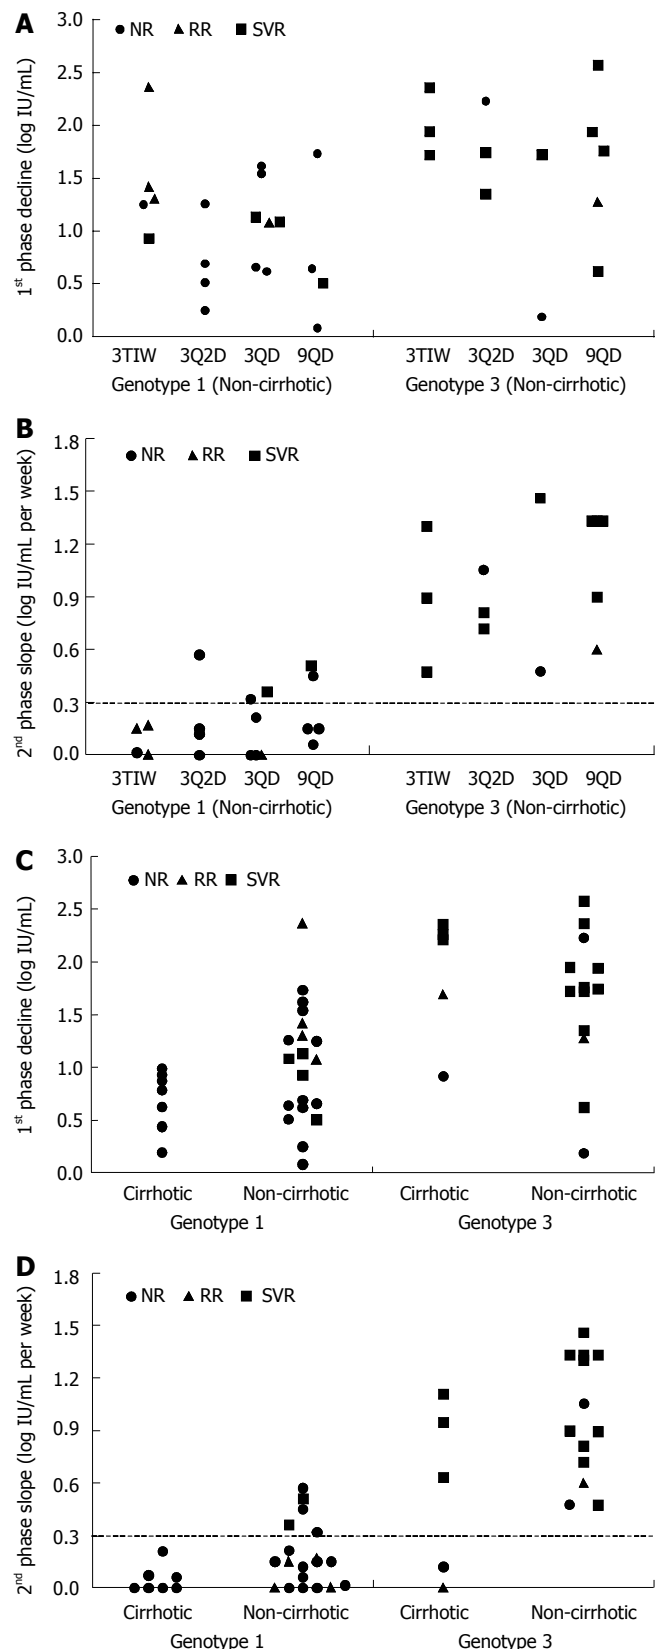 A
NR RR SVR
1st phase decline (log IU/mL)
3.0
2.5
2.0
1.5
1.0
0.5
0.0
3TIW 3Q2D 3QD 9QD 3TIW 3Q2D 3QD 9QD
Genotype 1 (Non-cirrhotic) Genotype 3 (Non-cirrhotic)
B
NR RR SVR
2nd phase slope (log IU/mL per week)
1.8
1.5
1.2
0.9
0.6
0.3
0.0
3TIW 3Q2D 3QD 9QD 3TIW 3Q2D 3QD 9QD
Genotype 1 (Non-cirrhotic) Genotype 3 (Non-cirrhotic)
C
NR RR SVR
1st phase decline (log IU/mL)
3.0
2.5
2.0
1.5
1.0
0.5
0.0
Cirrhotic Non-cirrhotic Cirrhotic Non-cirrhotic
Genotype 1 Genotype 3
D
NR RR SVR
2nd phase slope (log IU/mL per week)
1.8
1.5
1.2
0.9
0.6
0.3
0.0
Cirrhotic Non-cirrhotic Cirrhotic Non-cirrhotic
Genotype 1 Genotype 3